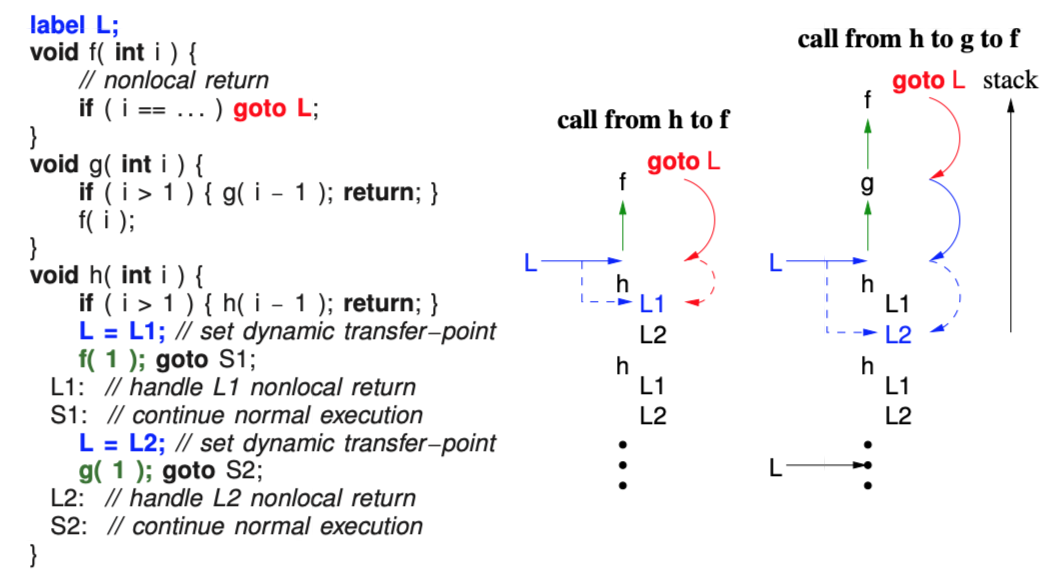 label L;
void f( int i ) {
// nonlocal return
if ( i == ... ) goto L;
}
void g( int i ) {
if ( i > 1 ) { g( i − 1 ); return; }
f( i );
}
void h( int i ) {
if ( i > 1 ) { h( i − 1 ); return; }
L = L1; // set dynamic transfer−point
f( 1 ); goto S1;
L1: // handle L1 nonlocal return
S1: // continue normal execution
L = L2; // set dynamic transfer−point
g( 1 ); goto S2;
L2: // handle L2 nonlocal return
S2: // continue normal execution
}
call from h to f
goto L
f
L
h
L1
L2
h
L1
L2
call from h to g to f
goto L stack
f
g
L
h
L1
L2
h
L1
L2
L